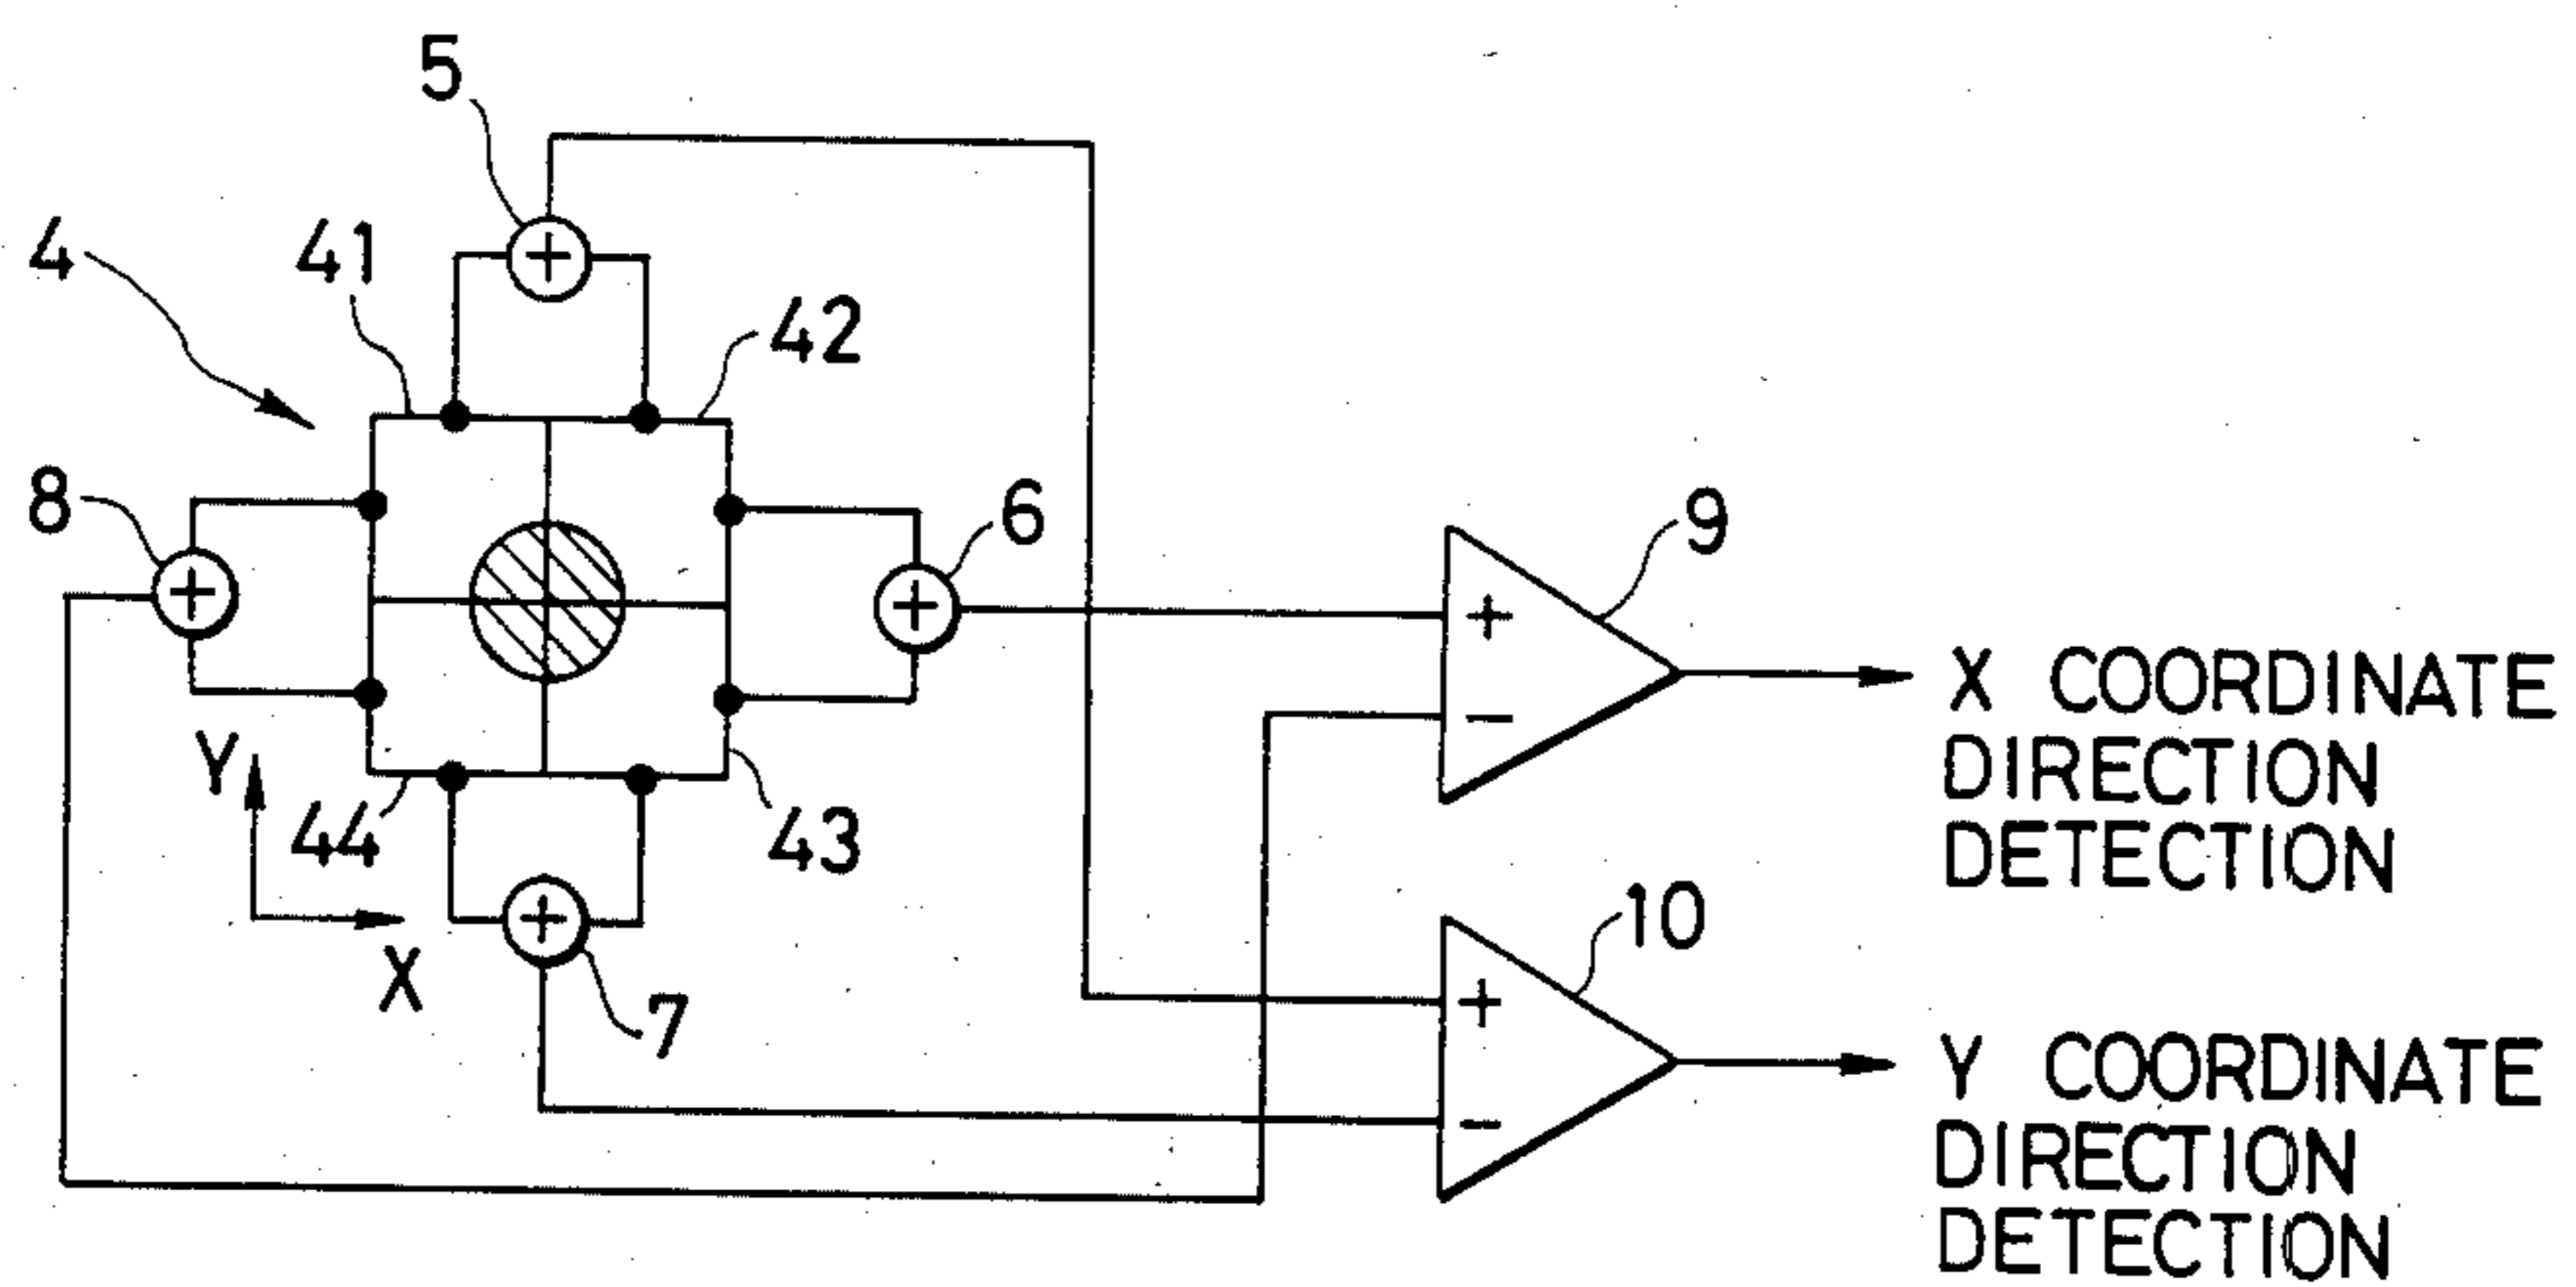 5
4
41
42
8
6
9
+
+
+
+
−
X COORDINATE
DIRECTION
DETECTION
Y
X
44
43
+
7
10
+
−
Y COORDINATE
DIRECTION
DETECTION